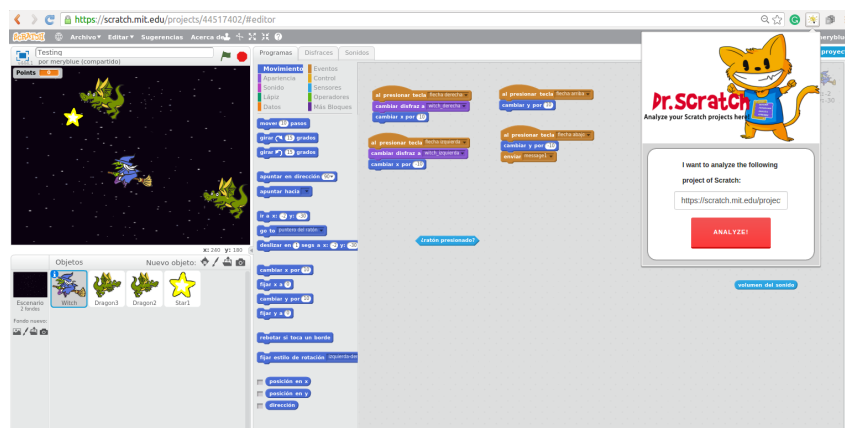 https://scratch.mit.edu/projects/44517402/#editor
SCRATCH Archivo Editar Sugerencias Acerca de
Testing
por meryblue (compartido)
Points
Programas Disfraces Sonidos
Movimiento Eventos
Apariencia Control
Sonido Sensores
Lápiz Operadores
Datos Más Bloques
mover 10 pasos
girar 15 grados
girar 15 grados
apuntar en dirección 90
apuntar hacia
ir a x: y:
go to puntero del ratón
deslizar en 1 segs a x: y:
cambiar x por 10
fijar x a 0
cambiar y por 10
fijar y a 0
rebotar si toca un borde
fijar estilo de rotación izquierda-der
posición en x
posición en y
dirección
al presionar tecla flecha derecha
cambiar disfraz a witch_derecha
cambiar x por 10
al presionar tecla flecha izquierda
cambiar disfraz a witch_izquierda
cambiar x por -10
al presionar tecla flecha arriba
cambiar y por 10
al presionar tecla flecha abajo
cambiar y por -10
enviar message1
¿ratón presionado?
volumen del sonido
x: 240 y: 180
Objetos Nuevo objeto:
Escenario
2 fondos
Fondo nuevo:
Witch Dragon3 Dragon2 Star1
Dr.Scratch
Analyze your Scratch projects here
I want to analyze the following
project of Scratch:
https://scratch.mit.edu/projec
ANALYZE!